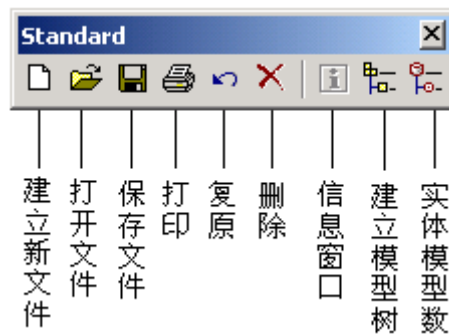 Standard
建立新文件
打开文件
保存文件
打印
复原
删除
信息窗口
建立模型树
实体模型数